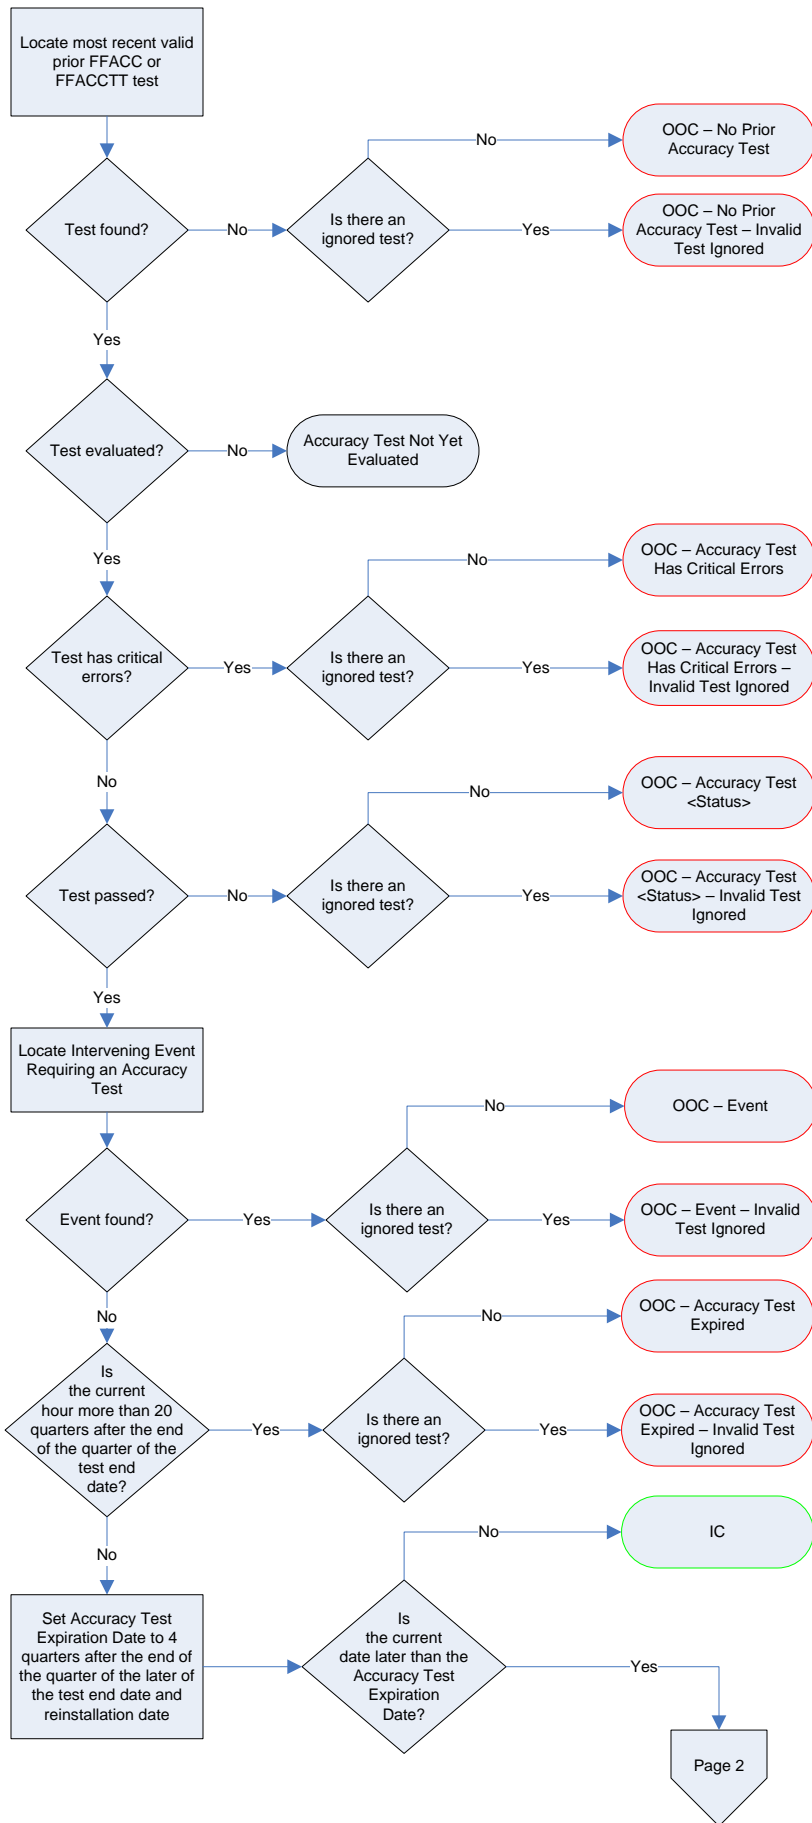 Locate most recent valid
prior FFACC or
FFACCTT test
No
OOC – No Prior
Accuracy Test
Test found?
No
Is there an
ignored test?
Yes
OOC – No Prior
Accuracy Test – Invalid
Test Ignored
Yes
Test evaluated?
No
Accuracy Test Not Yet
Evaluated
Yes
No
OOC – Accuracy Test
Has Critical Errors
Test has critical
errors?
Yes
Is there an
ignored test?
Yes
OOC – Accuracy Test
Has Critical Errors –
Invalid Test Ignored
No
No
OOC – Accuracy Test
<Status>
Test passed?
No
Is there an
ignored test?
Yes
OOC – Accuracy Test
<Status> – Invalid Test
Ignored
Yes
Locate Intervening Event
Requiring an Accuracy
Test
No
OOC – Event
Event found?
Yes
Is there an
ignored test?
Yes
OOC – Event – Invalid
Test Ignored
No
No
OOC – Accuracy Test
Expired
Is
the current
hour more than 20
quarters after the end
of the quarter of the
test end
date?
Yes
Is there an
ignored test?
Yes
OOC – Accuracy Test
Expired – Invalid Test
Ignored
No
No
IC
Set Accuracy Test
Expiration Date to 4
quarters after the end of
the quarter of the later of
the test end date and
reinstallation date
Is
the current
date later than the
Accuracy Test
Expiration
Date?
Yes
Page 2